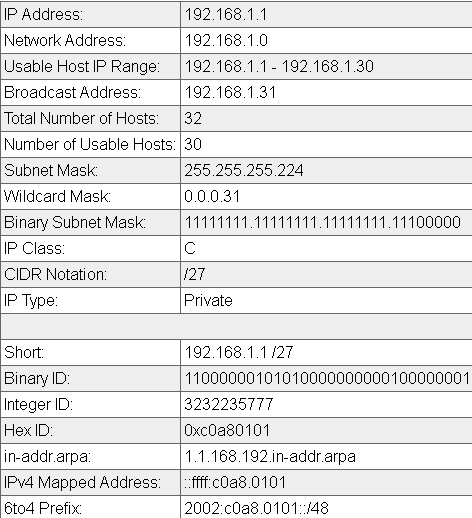 IP Address: 192.168.1.1
Network Address: 192.168.1.0
Usable Host IP Range: 192.168.1.1 - 192.168.1.30
Broadcast Address: 192.168.1.31
Total Number of Hosts: 32
Number of Usable Hosts: 30
Subnet Mask: 255.255.255.224
Wildcard Mask: 0.0.0.31
Binary Subnet Mask: 11111111.11111111.11111111.11100000
IP Class: C
CIDR Notation: /27
IP Type: Private
Short: 192.168.1.1 /27
Binary ID: 11000000101010000000000100000001
Integer ID: 3232235777
Hex ID: 0xc0a80101
in-addr.arpa: 1.1.168.192.in-addr.arpa
IPv4 Mapped Address: ::ffff:c0a8.0101
6to4 Prefix: 2002:c0a8.0101::/48